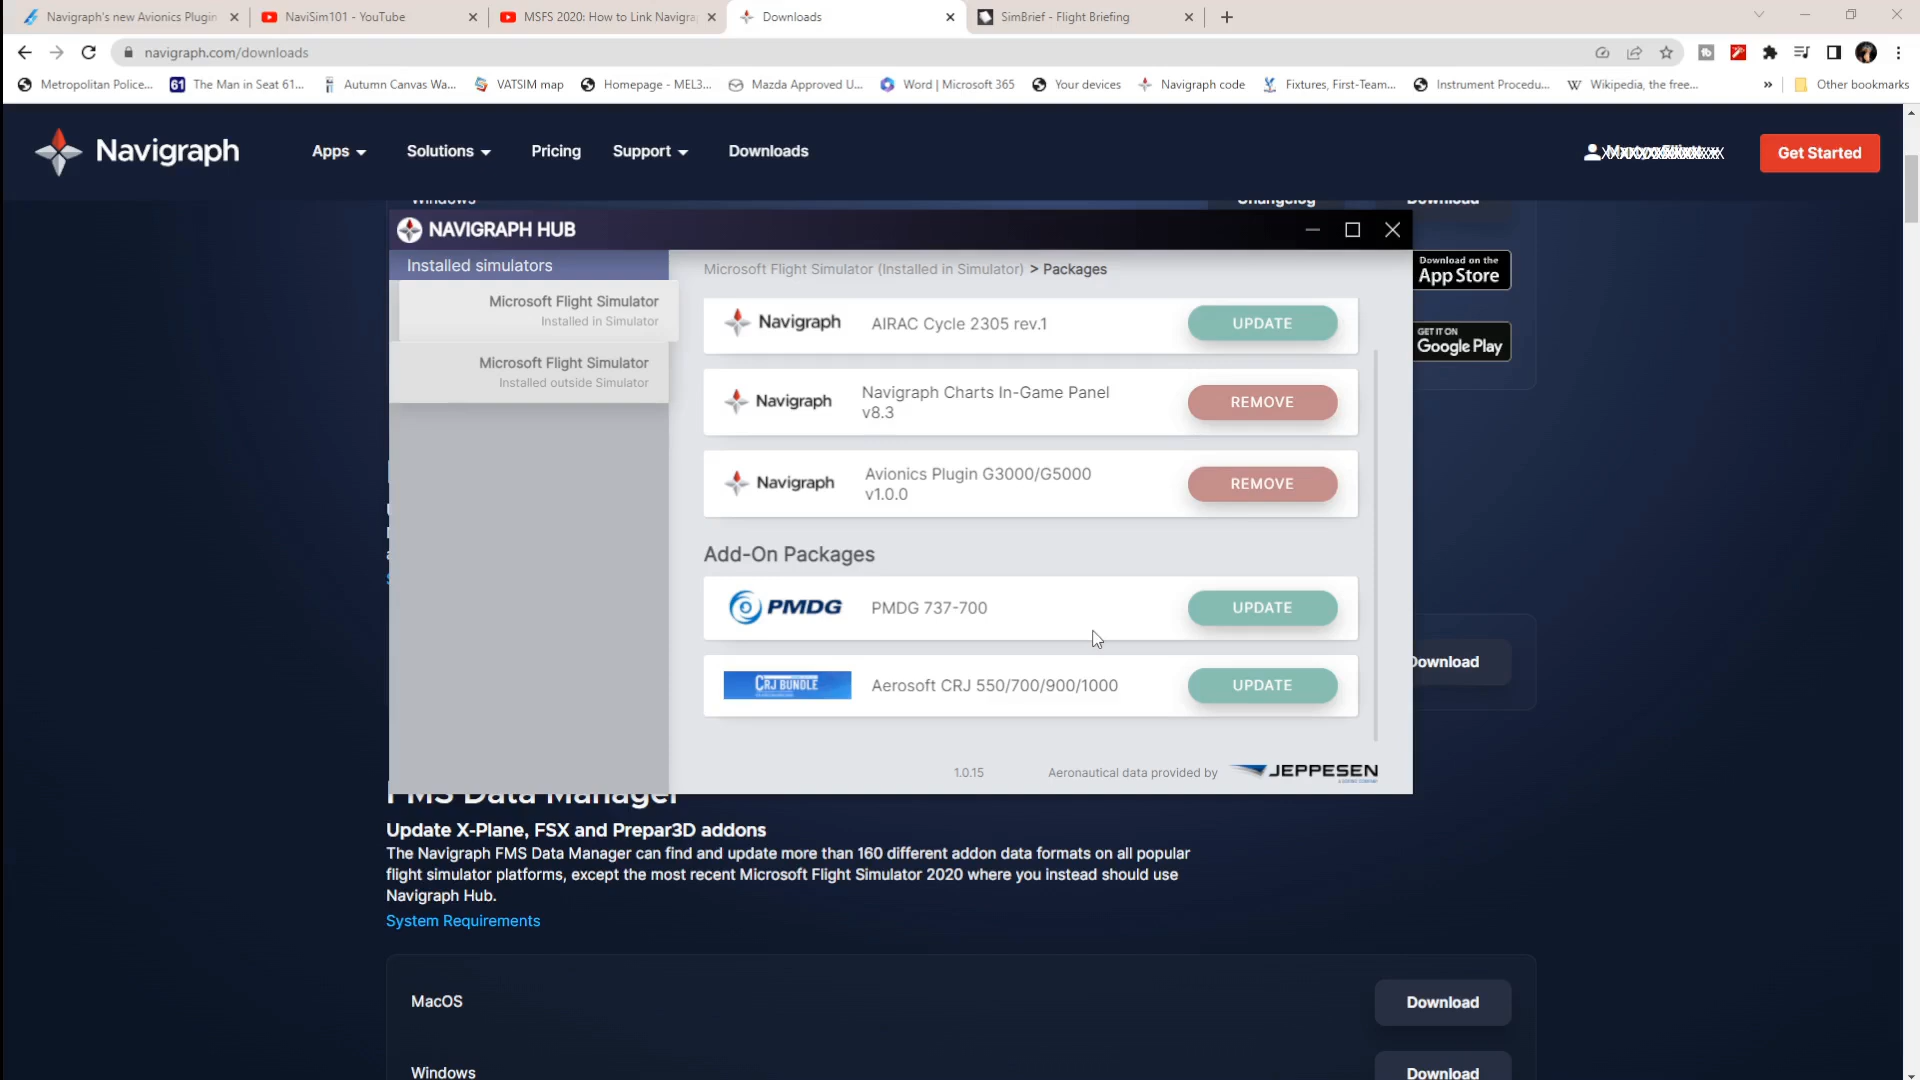 Navigraph's new Avionics Plugin
NaviSim101 - YouTube
MSFS 2020: How to Link Navigra
Downloads
SimBrief - Flight Briefing
navigraph.com/downloads
Metropolitan Police...
61
The Man in Seat 61...
Autumn Canvas Wa...
VATSIM map
Homepage - MEL3...
Mazda Approved U...
Word | Microsoft 365
Your devices
Navigraph code
Fixtures, First-Team...
Instrument Procedu...
Wikipedia, the free...
»
Other bookmarks
Navigraph
Apps
Solutions
Pricing
Support
Downloads
Get Started
Windows
Changelog
Download
NAVIGRAPH HUB
Installed simulators
Microsoft Flight Simulator
Installed in Simulator
Microsoft Flight Simulator
Installed outside Simulator
Microsoft Flight Simulator (Installed in Simulator) > Packages
Navigraph
AIRAC Cycle 2305 rev.1
UPDATE
Navigraph
Navigraph Charts In-Game Panel
v8.3
REMOVE
Navigraph
Avionics Plugin G3000/G5000
v1.0.0
REMOVE
Add-On Packages
PMDG
PMDG 737-700
UPDATE
CRJ BUNDLE
Aerosoft CRJ 550/700/900/1000
UPDATE
1.0.15
Aeronautical data provided by
JEPPESEN
Download on the
App Store
GET IT ON
Google Play
Download
FMS Data Manager
Update X-Plane, FSX and Prepar3D addons
The Navigraph FMS Data Manager can find and update more than 160 different addon data formats on all popular
flight simulator platforms, except the most recent Microsoft Flight Simulator 2020 where you instead should use
Navigraph Hub.
System Requirements
MacOS
Download
Windows
Download